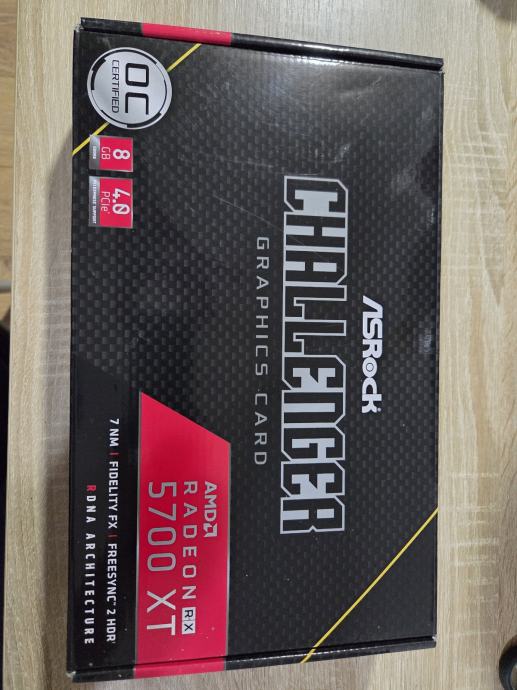 ASRock
CHALLENGER
GRAPHICS CARD
OC
CERTIFIED
8
GB
4.0
PCIe
AMD
RADEON RX
5700 XT
7 NM | FIDELITY FX | FREESYNC™ 2 HDR
RDNA ARCHITECTURE